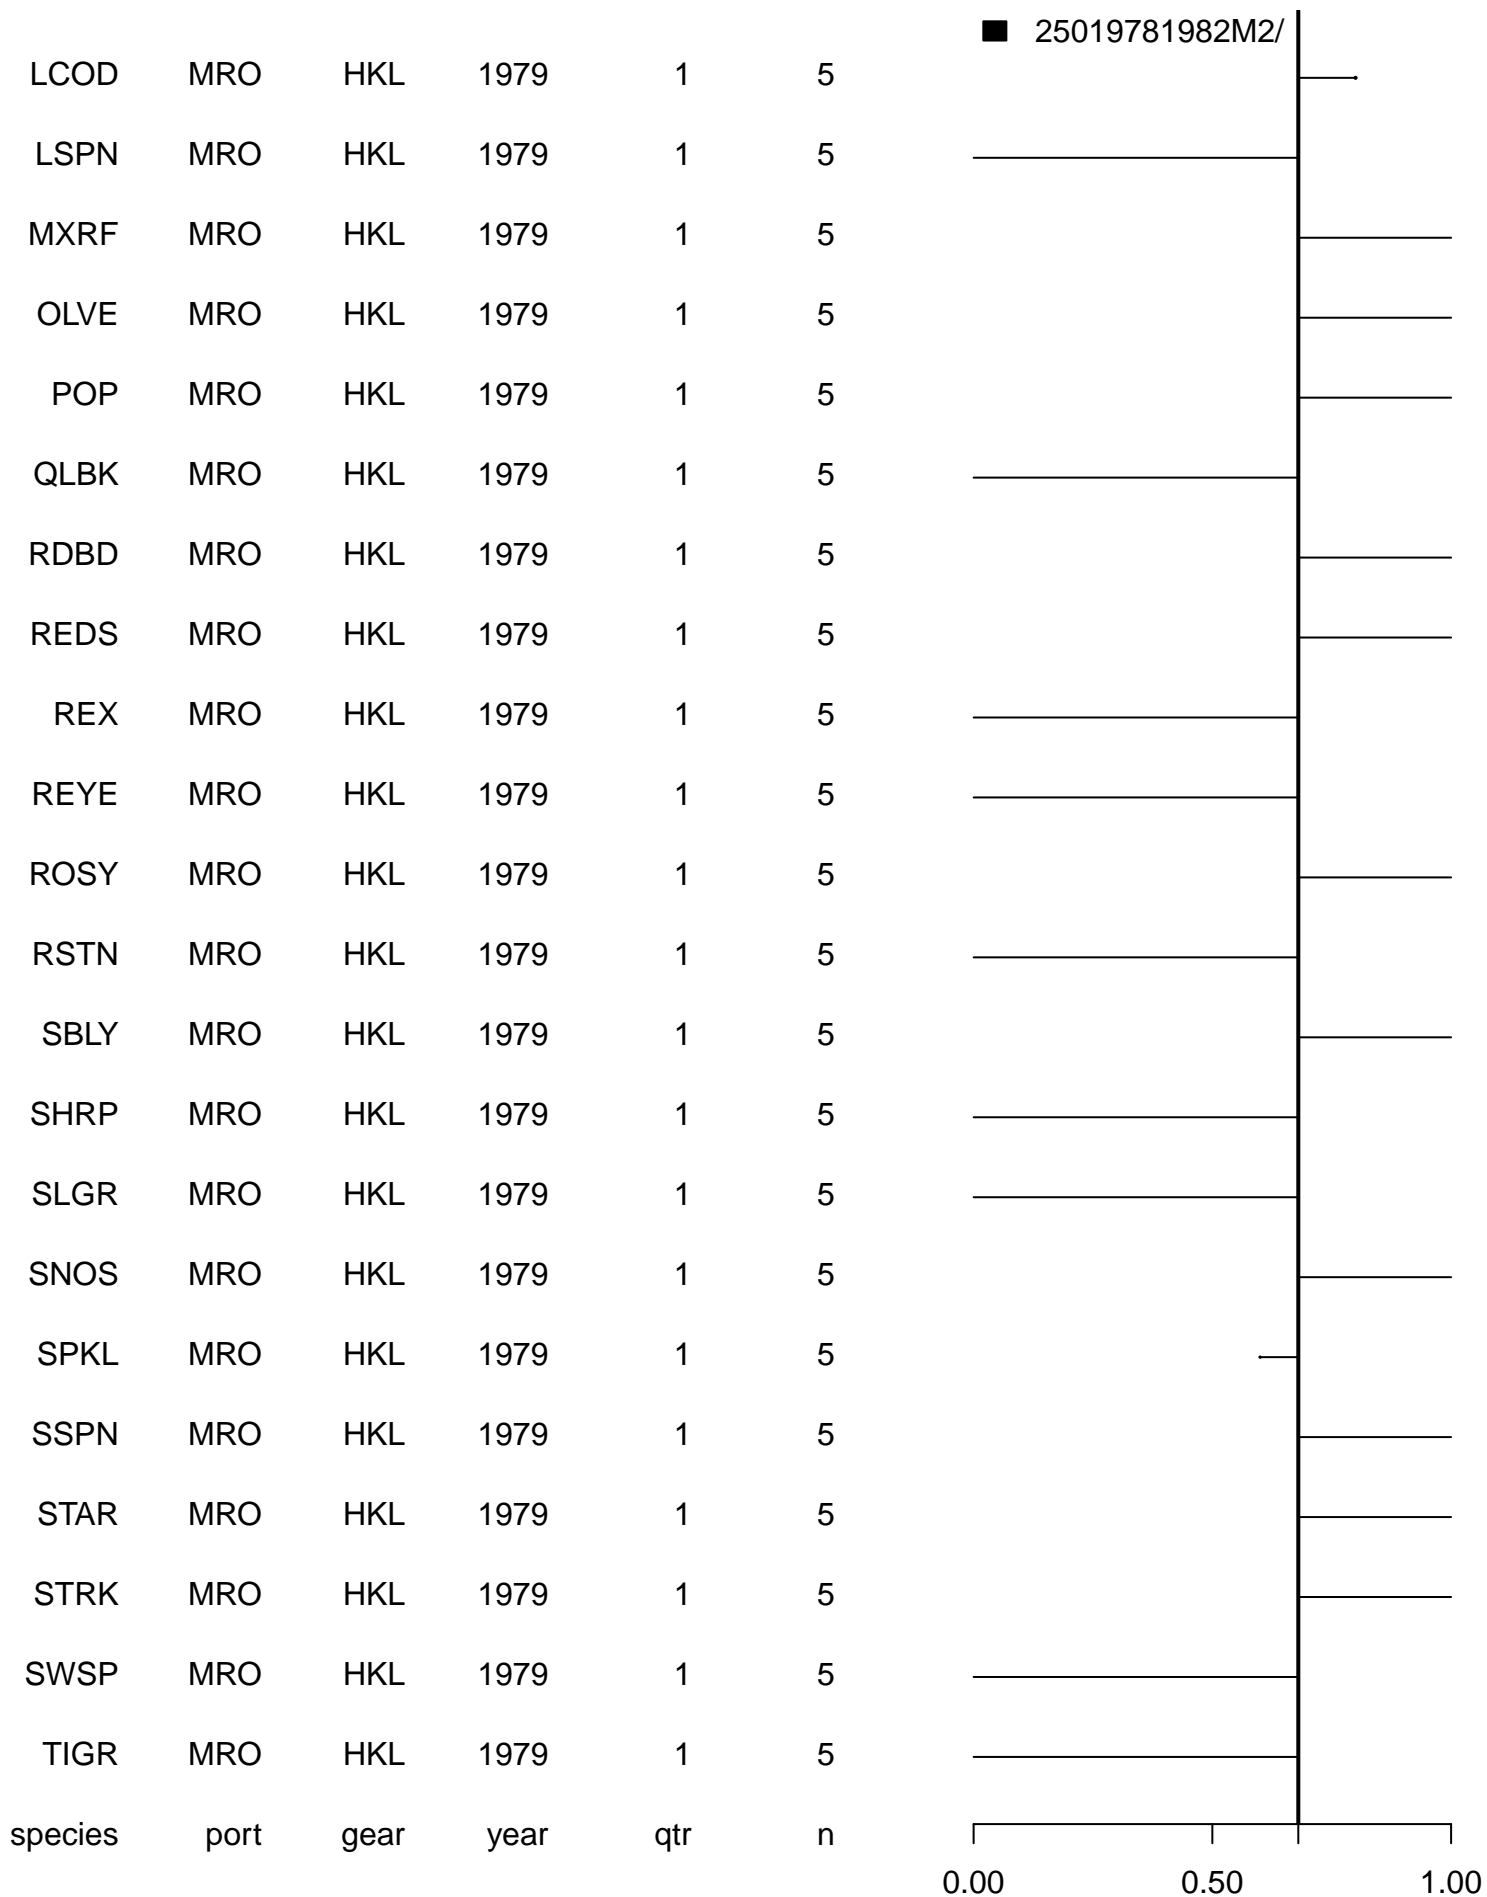 25019781982M2/
LCOD MRO HKL 1979 1 5
LSPN MRO HKL 1979 1 5
MXRF MRO HKL 1979 1 5
OLVE MRO HKL 1979 1 5
POP MRO HKL 1979 1 5
QLBK MRO HKL 1979 1 5
RDBD MRO HKL 1979 1 5
REDS MRO HKL 1979 1 5
REX MRO HKL 1979 1 5
REYE MRO HKL 1979 1 5
ROSY MRO HKL 1979 1 5
RSTN MRO HKL 1979 1 5
SBLY MRO HKL 1979 1 5
SHRP MRO HKL 1979 1 5
SLGR MRO HKL 1979 1 5
SNOS MRO HKL 1979 1 5
SPKL MRO HKL 1979 1 5
SSPN MRO HKL 1979 1 5
STAR MRO HKL 1979 1 5
STRK MRO HKL 1979 1 5
SWSP MRO HKL 1979 1 5
TIGR MRO HKL 1979 1 5
species port gear year qtr n
0.00 0.50 1.00